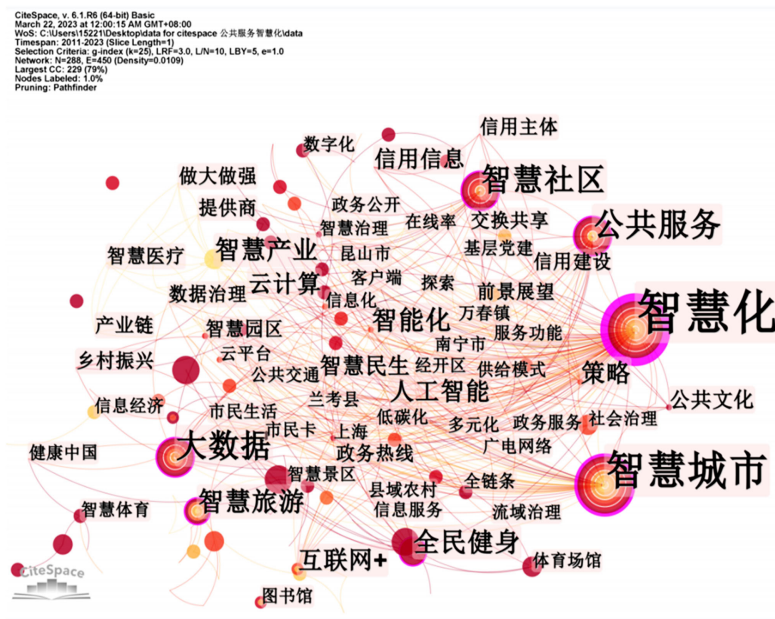 CiteSpace, v. 6.1.R6 (64-bit) Basic
March 22, 2023 at 12:00:15 AM GMT+08:00
WoS: C:\Users\15221\Desktop\data for citespace 公共服务智慧化\data
Timespan: 2011-2023 (Slice Length=1)
Selection Criteria: g-index (k=25), LRF=3.0, L/N=10, LBY=5, e=1.0
Network: N=288, E=450 (Density=0.0109)
Largest CC: 229 (79%)
Nodes Labeled: 1.0%
Pruning: Pathfinder
信用主体
数字化
信用信息
做大做强
智慧社区
提供商
政务公开
在线率
交换共享
公共服务
智慧治理
智慧产业
基层党建
智慧医疗
昆山市
信用建设
云计算
客户端
探索
前景展望
数据治理
信息化
智慧化
万春镇
产业链
智慧园区
智能化
服务功能
南宁市
乡村振兴
云平台
智慧民生
经开区
供给模式
公共交通
策略
人工智能
兰考县
公共文化
信息经济
市民生活
低碳化
多元化
政务服务
社会治理
市民卡
上海
大数据
广电网络
健康中国
政务热线
智慧景区
智慧城市
全链条
县域农村
智慧旅游
智慧体育
信息服务
流域治理
全民健身
互联网+
体育场馆
CiteSpace
图书馆